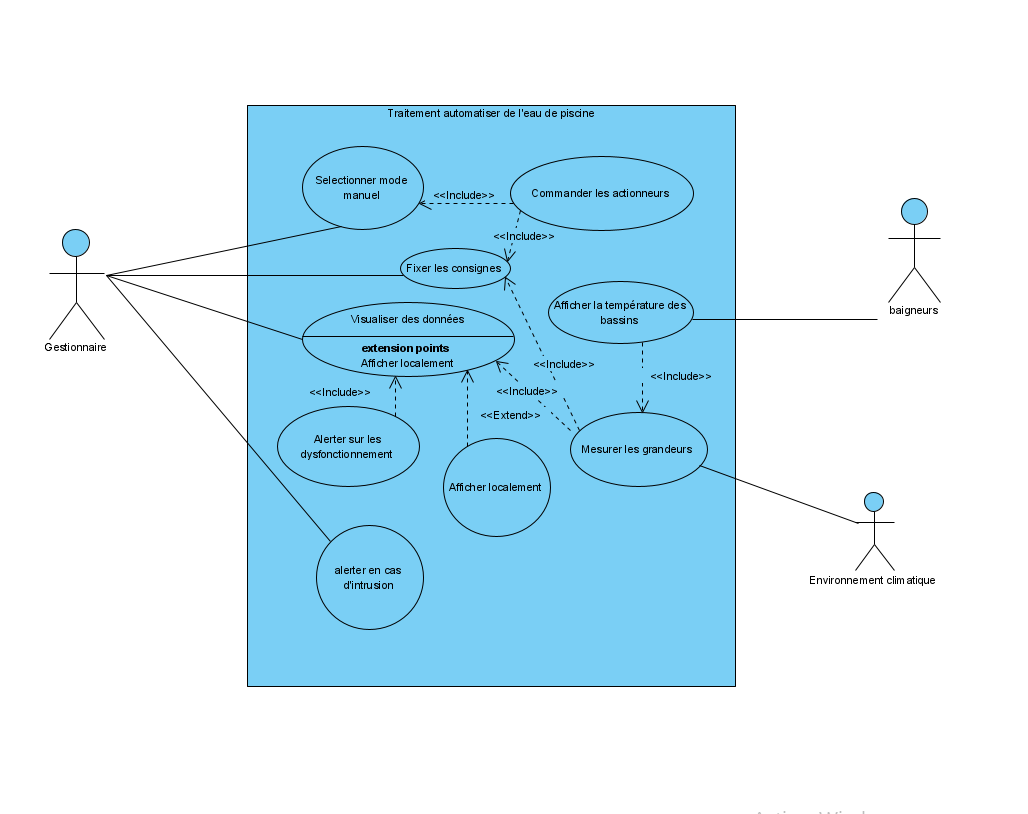 Traitement automatiser de l'eau de piscine
Selectionner mode
manuel
<<Include>>
Commander les actionneurs
<<Include>>
Fixer les consignes
Afficher la température des
bassins
baigneurs
Gestionnaire
Visualiser des données
extension points
Afficher localement
<<Include>>
<<Include>>
<<Include>>
<<Include>>
<<Extend>>
Alerter sur les
dysfonctionnement
Mesurer les grandeurs
Afficher localement
alerter en cas
d'intrusion
Environnement climatique